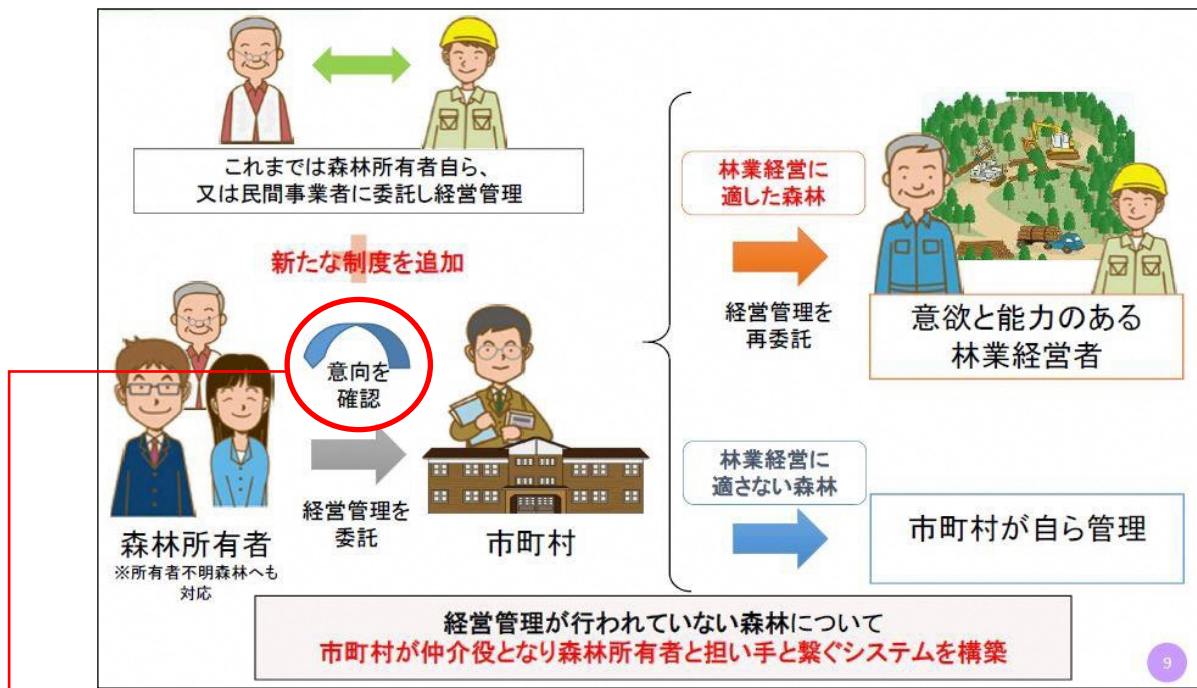 これまでは森林所有者自ら、
又は民間事業者に委託し経営管理
新たな制度を追加
意向を
確認
経営管理を
委託
森林所有者
※所有者不明森林へも
対応
市町村
林業経営に
適した森林
経営管理を
再委託
意欲と能力のある
林業経営者
林業経営に
適さない森林
市町村が自ら管理
経営管理が行われていない森林について
市町村が仲介役となり森林所有者と担い手と繋ぐシステムを構築
9